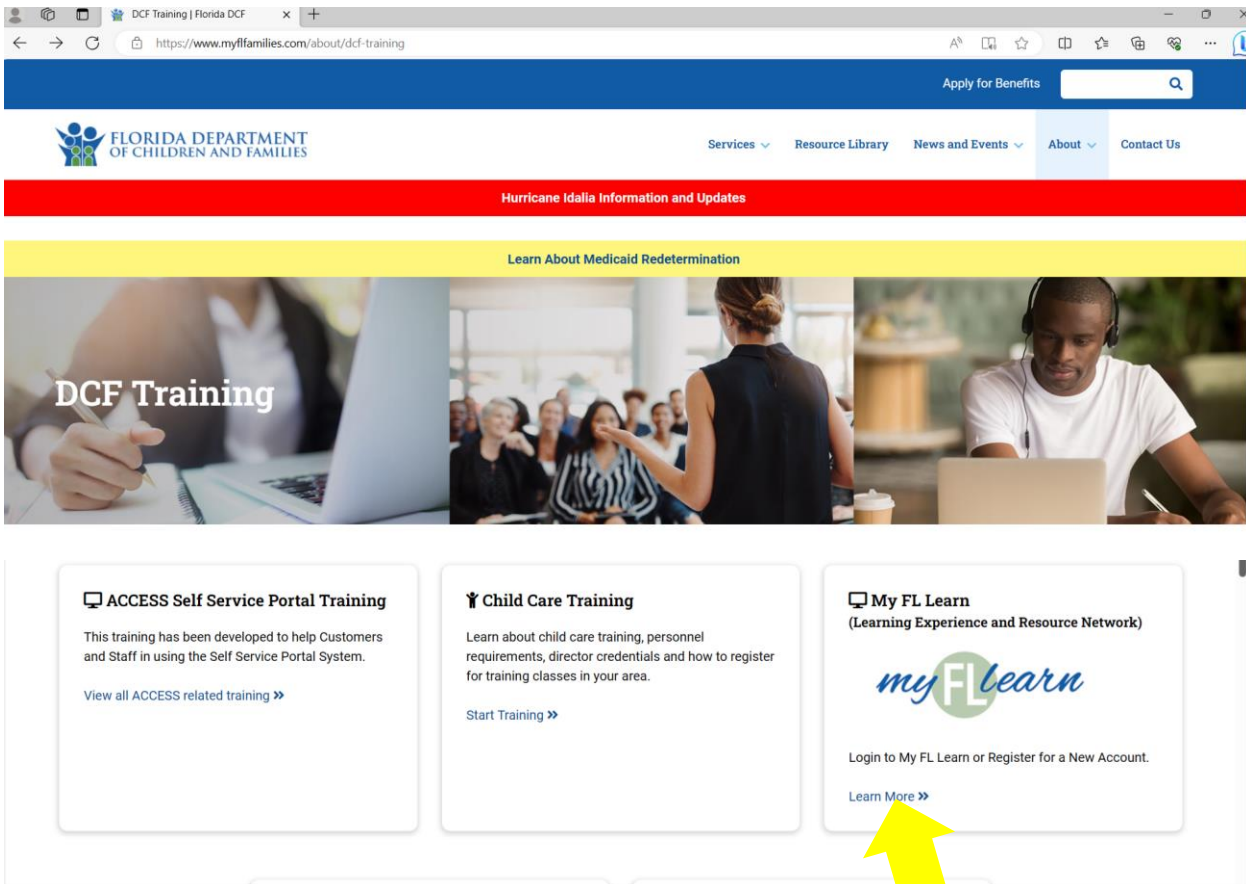 DCF Training | Florida DCF
https://www.myflfamilies.com/about/dcf-training
Apply for Benefits
FLORIDA DEPARTMENT
OF CHILDREN AND FAMILIES
Services
Resource Library
News and Events
About
Contact Us
Hurricane Idalia Information and Updates
Learn About Medicaid Redetermination
DCF Training
ACCESS Self Service Portal Training
This training has been developed to help Customers
and Staff in using the Self Service Portal System.
View all ACCESS related training »
Child Care Training
Learn about child care training, personnel
requirements, director credentials and how to register
for training classes in your area.
Start Training »
My FL Learn
(Learning Experience and Resource Network)
my FL Learn
Login to My FL Learn or Register for a New Account.
Learn More »